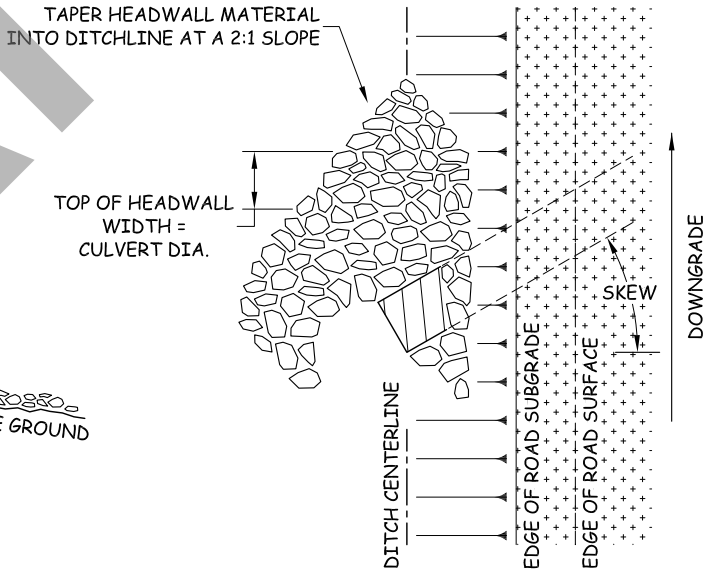 TAPER HEADWALL MATERIAL
INTO DITCHLINE AT A 2:1 SLOPE
TOP OF HEADWALL
WIDTH =
CULVERT DIA.
SKEW
DOWNGRADE
DITCH CENTERLINE
EDGE OF ROAD SUBGRADE
EDGE OF ROAD SURFACE
GROUND